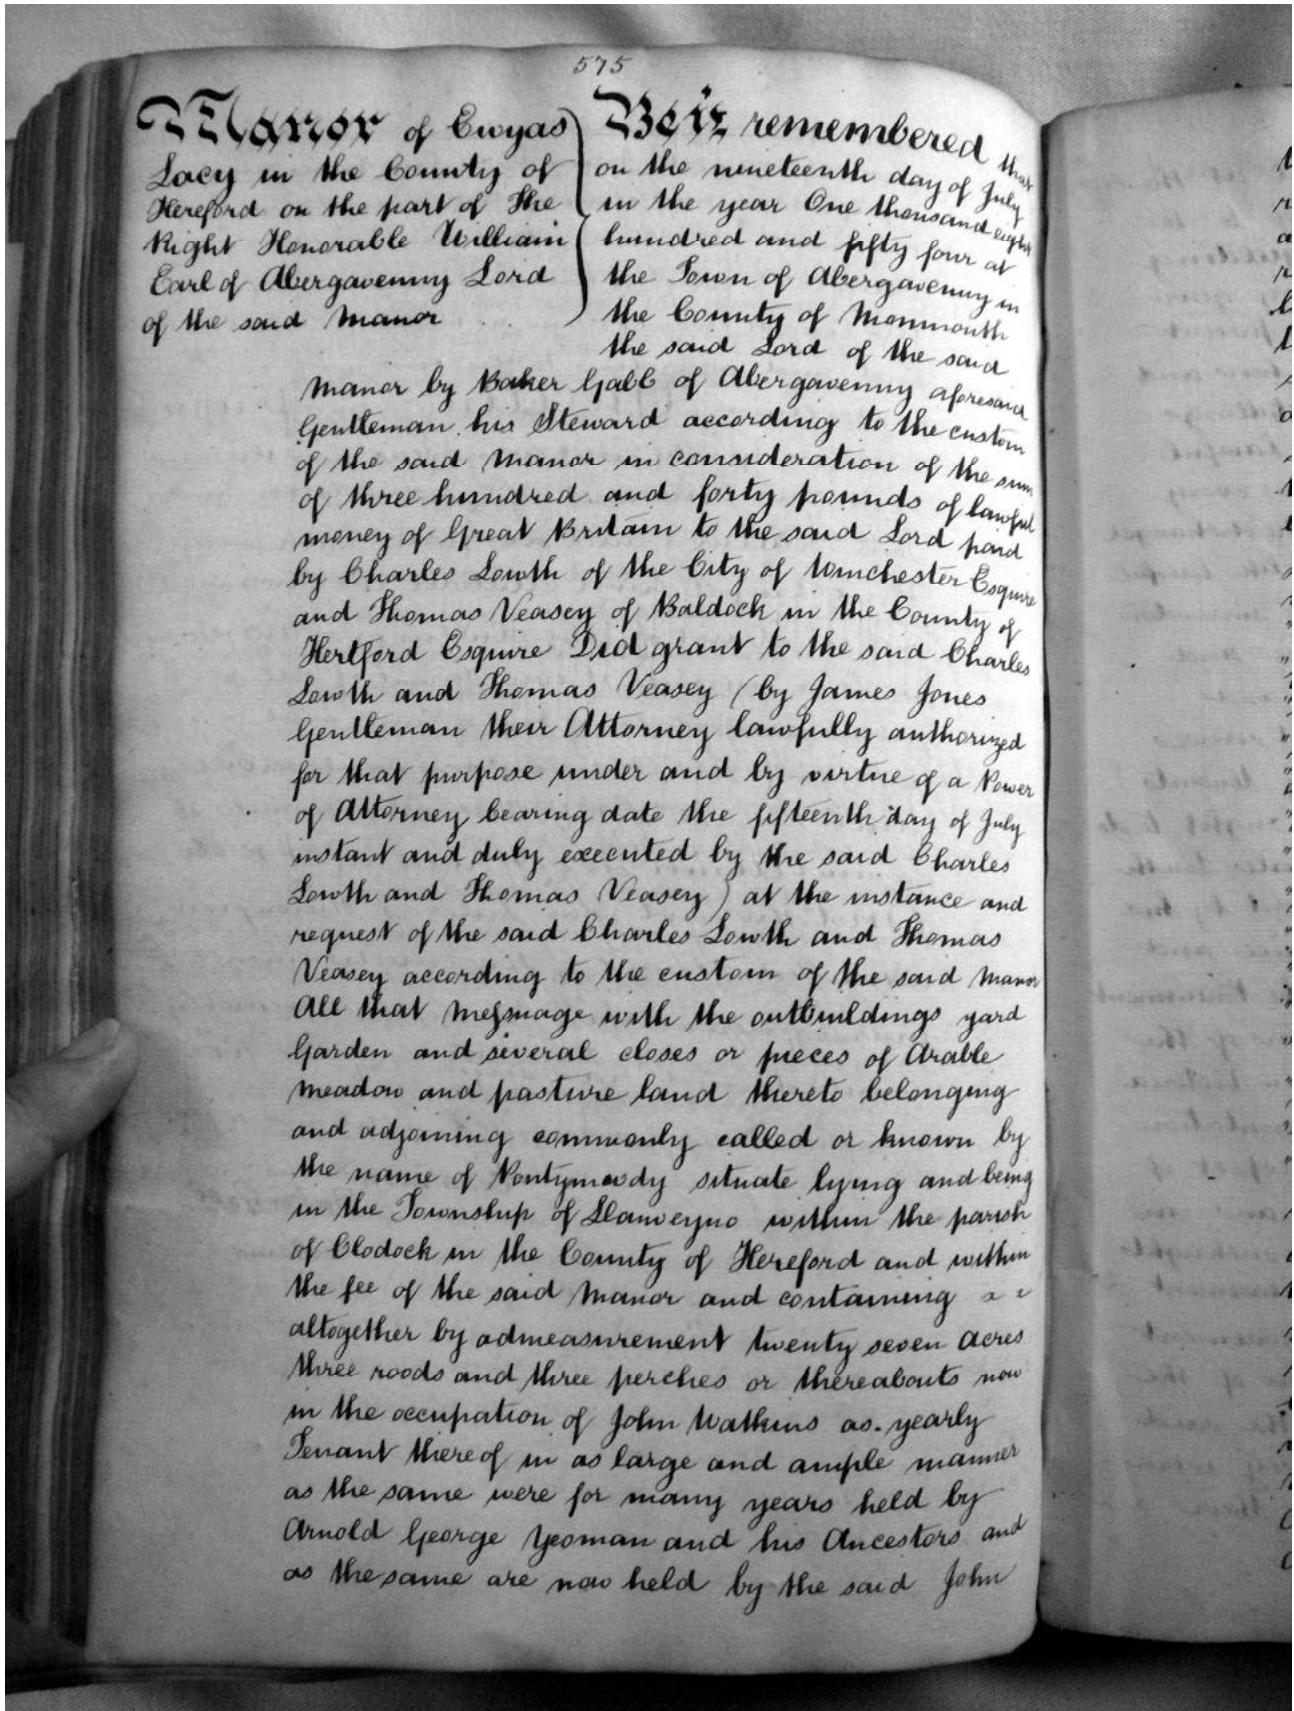 575
Manor of Ewyas
Lacy in the County of
Hereford on the part of The
Right Honorable William
Earl of Abergavenny Lord
of the said Manor
Be it remembered that
on the nineteenth day of July
in the year One thousand eight
hundred and fifty four at
the Town of Abergavenny in
the County of Monmouth
the said Lord of the said
Manor by Baker Gabb of Abergavenny aforesaid
Gentleman his Steward according to the custom
of the said Manor in consideration of the sum
of three hundred and forty pounds of lawful
money of Great Britain to the said Lord paid
by Charles Lowth of the City of Winchester Esquire
and Thomas Veasey of Baldock in the County of
Hertford Esquire Did grant to the said Charles
Lowth and Thomas Veasey (by James Jones
Gentleman their Attorney lawfully authorized
for that purpose under and by virtue of a Power
of Attorney bearing date the fifteenth day of July
instant and duly executed by the said Charles
Lowth and Thomas Veasey) at the instance and
request of the said Charles Lowth and Thomas
Veasey according to the custom of the said Manor
All that Messuage with the outbuildings yard
Garden and several closes or pieces of Arable
Meadow and pasture land thereto belonging
and adjoining commonly called or known by
the name of situate lying and being
in the Township of Llanveyno within the parish
of Clodock in the County of Hereford and within
the fee of the said Manor and containing
altogether by admeasurement twenty seven Acres
three roods and three perches or thereabouts now
in the occupation of John Watkins as yearly
Tenant thereof in as large and ample manner
as the same were for many years held by
Arnold George Yeoman and his Ancestors and
as the same are now held by the said John